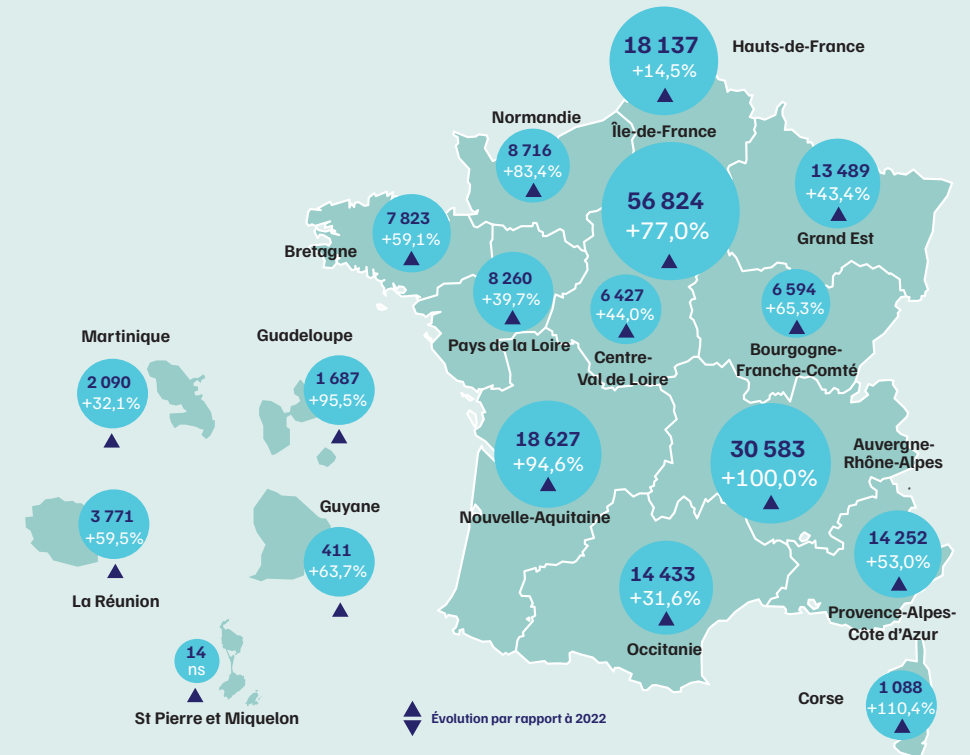 18 137
+14,5%
Hauts-de-France
Normandie
8 716
+83,4%
Île-de-France
56 824
+77,0%
13 489
+43,4%
Grand Est
7 823
+59,1%
Bretagne
8 260
+39,7%
Pays de la Loire
6 427
+44,0%
Centre-
Val de Loire
6 594
+65,3%
Bourgogne-
Franche-Comté
Martinique
2 090
+32,1%
Guadeloupe
1 687
+95,5%
18 627
+94,6%
Nouvelle-Aquitaine
30 583
+100,0%
Auvergne-
Rhône-Alpes
3 771
+59,5%
La Réunion
Guyane
411
+63,7%
14 433
+31,6%
Occitanie
14 252
+53,0%
Provence-Alpes-
Côte d'Azur
14
ns
St Pierre et Miquelon
Corse
1 088
+110,4%
Évolution par rapport à 2022